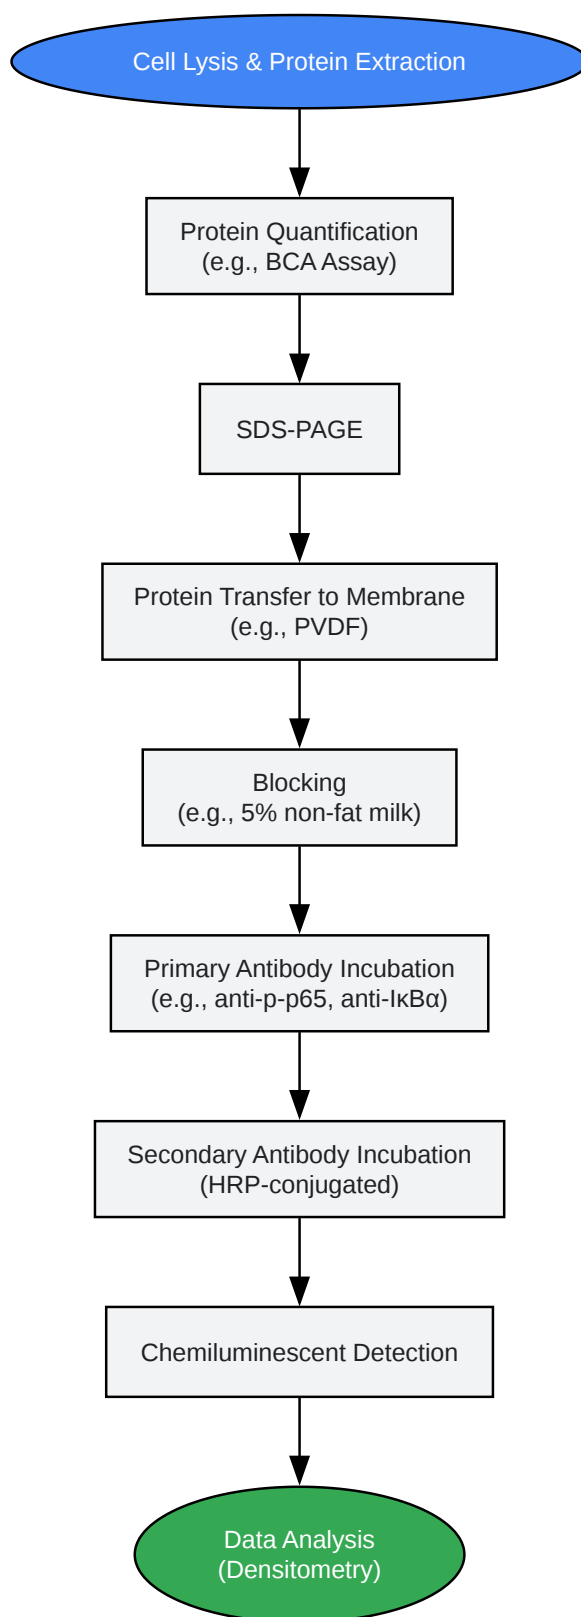 Cell Lysis & Protein Extraction
Protein Quantification
(e.g., BCA Assay)
SDS-PAGE
Protein Transfer to Membrane
(e.g., PVDF)
Blocking
(e.g., 5% non-fat milk)
Primary Antibody Incubation
(e.g., anti-p-p65, anti-IκBα)
Secondary Antibody Incubation
(HRP-conjugated)
Chemiluminescent Detection
Data Analysis
(Densitometry)